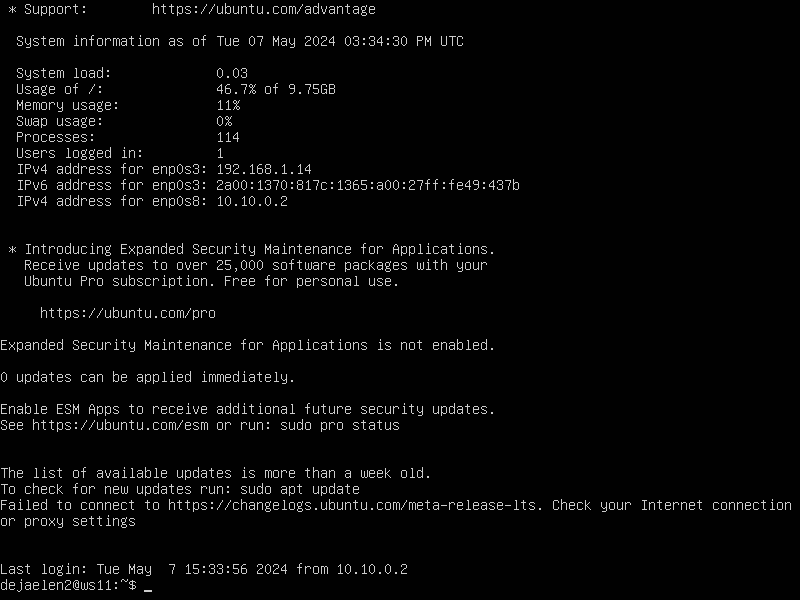 * Support:        https://ubuntu.com/advantage
  System information as of Tue 07 May 2024 03:34:30 PM UTC
  System load:             0.03
  Usage of /:              46.7% of 9.75GB
  Memory usage:            11%
  Swap usage:              0%
  Processes:               114
  Users logged in:         1
  IPv4 address for enp0s3: 192.168.1.14
  IPv6 address for enp0s3: 2a00:1370:817c:1365:a00:27ff:fe49:437b
  IPv4 address for enp0s8: 10.10.0.2
 * Introducing Expanded Security Maintenance for Applications.
   Receive updates to over 25,000 software packages with your
   Ubuntu Pro subscription. Free for personal use.
     https://ubuntu.com/pro
Expanded Security Maintenance for Applications is not enabled.
0 updates can be applied immediately.
Enable ESM Apps to receive additional future security updates.
See https://ubuntu.com/esm or run: sudo pro status
The list of available updates is more than a week old.
To check for new updates run: sudo apt update
Failed to connect to https://changelogs.ubuntu.com/meta-release-lts. Check your Internet connection
or proxy settings
Last login: Tue May  7 15:33:56 2024 from 10.10.0.2
dejaelen2@ws11:~$ _